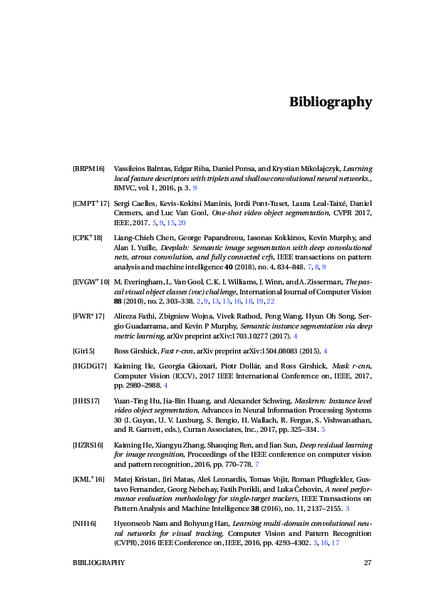 Bibliography
[BRPM16] Vassileios Balntas, Edgar Riba, Daniel Ponsa, and Krystian Mikolajczyk, Learning
local feature descriptors with triplets and shallow convolutional neural networks.,
BMVC, vol. 1, 2016, p. 3. 9
[CMPT+17] Sergi Caelles, Kevis-Kokitsi Maninis, Jordi Pont-Tuset, Laura Leal-Taixé, Daniel
Cremers, and Luc Van Gool, One-shot video object segmentation, CVPR 2017,
IEEE, 2017. 5, 9, 15, 20
[CPK+18] Liang-Chieh Chen, George Papandreou, Iasonas Kokkinos, Kevin Murphy, and
Alan L Yuille, Deeplab: Semantic image segmentation with deep convolutional
nets, atrous convolution, and fully connected crfs, IEEE transactions on pattern
analysis and machine intelligence 40 (2018), no. 4, 834–848. 7, 8, 9
[EVGW+10] M. Everingham, L. Van Gool, C. K. I. Williams, J. Winn, and A. Zisserman, The pas-
cal visual object classes (voc) challenge, International Journal of Computer Vision
88 (2010), no. 2, 303–338. 2, 9, 13, 15, 16, 18, 19, 22
[FWR+17] Alireza Fathi, Zbigniew Wojna, Vivek Rathod, Peng Wang, Hyun Oh Song, Ser-
gio Guadarrama, and Kevin P Murphy, Semantic instance segmentation via deep
metric learning, arXiv preprint arXiv:1703.10277 (2017). 4
[Gir15] Ross Girshick, Fast r-cnn, arXiv preprint arXiv:1504.08083 (2015). 4
[HGDG17] Kaiming He, Georgia Gkioxari, Piotr Dollár, and Ross Girshick, Mask r-cnn,
Computer Vision (ICCV), 2017 IEEE International Conference on, IEEE, 2017,
pp. 2980–2988. 4
[HHS17] Yuan-Ting Hu, Jia-Bin Huang, and Alexander Schwing, Maskrnn: Instance level
video object segmentation, Advances in Neural Information Processing Systems
30 (I. Guyon, U. V. Luxburg, S. Bengio, H. Wallach, R. Fergus, S. Vishwanathan,
and R. Garnett, eds.), Curran Associates, Inc., 2017, pp. 325–334. 5
[HZRS16] Kaiming He, Xiangyu Zhang, Shaoqing Ren, and Jian Sun, Deep residual learning
for image recognition, Proceedings of the IEEE conference on computer vision
and pattern recognition, 2016, pp. 770–778. 7
[KML+16] Matej Kristan, Jiri Matas, Aleš Leonardis, Tomas Vojir, Roman Pflugfelder, Gus-
tavo Fernandez, Georg Nebehay, Fatih Porikli, and Luka Čehovin, A novel perfor-
mance evaluation methodology for single-target trackers, IEEE Transactions on
Pattern Analysis and Machine Intelligence 38 (2016), no. 11, 2137–2155. 3
[NH16] Hyeonseob Nam and Bohyung Han, Learning multi-domain convolutional neu-
ral networks for visual tracking, Computer Vision and Pattern Recognition
(CVPR), 2016 IEEE Conference on, IEEE, 2016, pp. 4293–4302. 3, 16, 17
BIBLIOGRAPHY 27